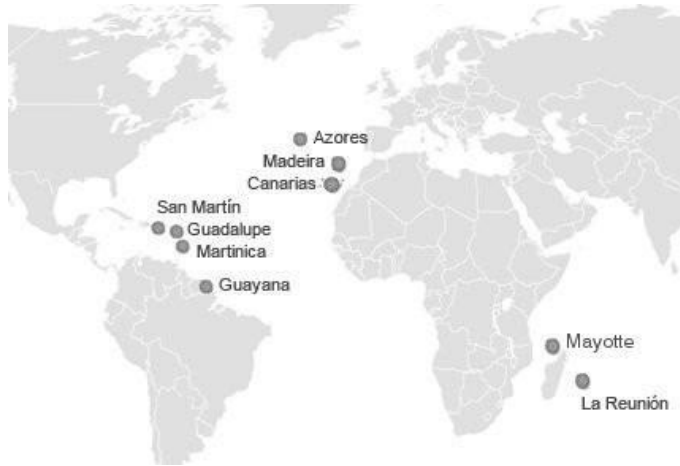 Azores
Madeira
Canarias
San Martín
Guadalupe
Martinica
Guayana
Mayotte
La Reunión